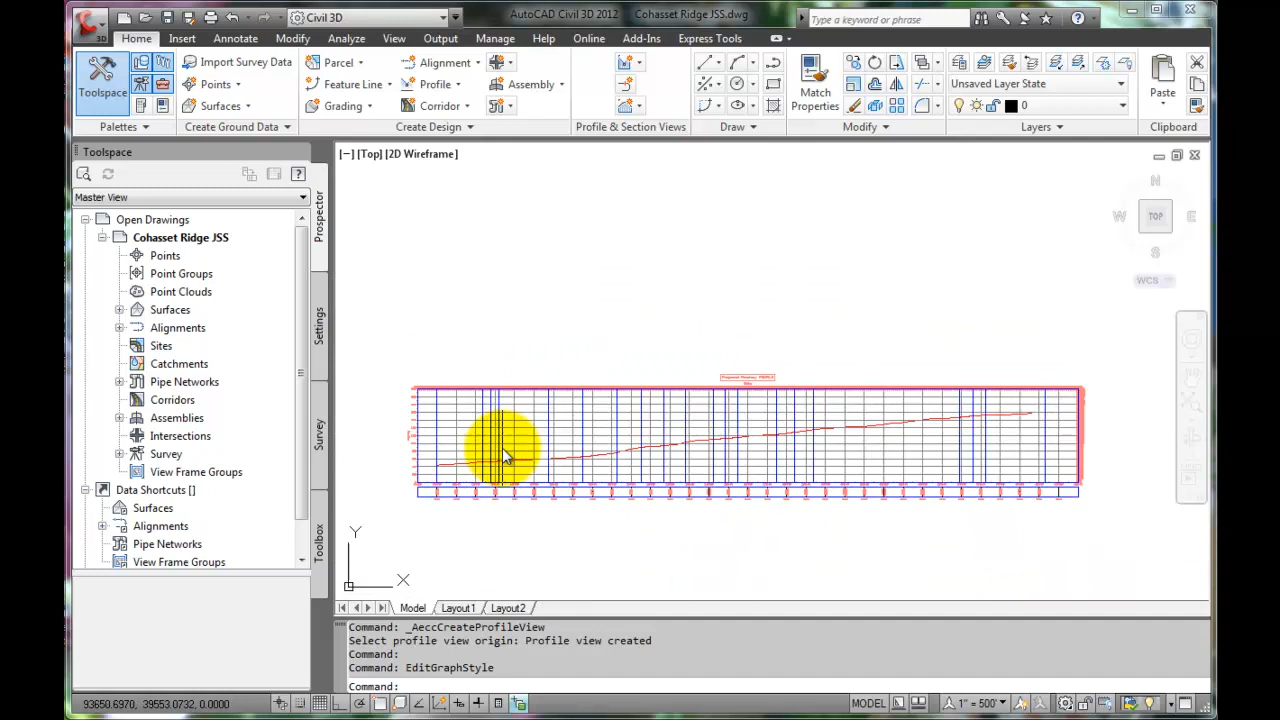 Civil 3D
AutoCAD Civil 3D 2012
Cohasset Ridge JSS.dwg
Type a keyword or phrase
3D
Home
Insert
Annotate
Modify
Analyze
View
Output
Manage
Help
Online
Add-Ins
Express Tools
Toolspace
Import Survey Data
Points
Surfaces
Parcel
Feature Line
Grading
Alignment
Profile
Corridor
Assembly
Match
Properties
Unsaved Layer State
0
Paste
Palettes
Create Ground Data
Create Design
Profile & Section Views
Draw
Modify
Layers
Clipboard
Toolspace
Master View
Open Drawings
Cohasset Ridge JSS
Points
Point Groups
Point Clouds
Surfaces
Alignments
Sites
Catchments
Pipe Networks
Corridors
Assemblies
Intersections
Survey
View Frame Groups
Data Shortcuts []
Surfaces
Alignments
Pipe Networks
View Frame Groups
Prospector
Settings
Survey
Toolbox
[−] [Top] [2D Wireframe]
N
W
TOP
E
S
WCS
Y
X
Model
Layout1
Layout2
Command: _AeccCreateProfileView
Select profile view origin: Profile view created
Command:
Command: EditGraphStyle
Command:
93650.6970, 39553.0732, 0.0000
MODEL
1" = 500'